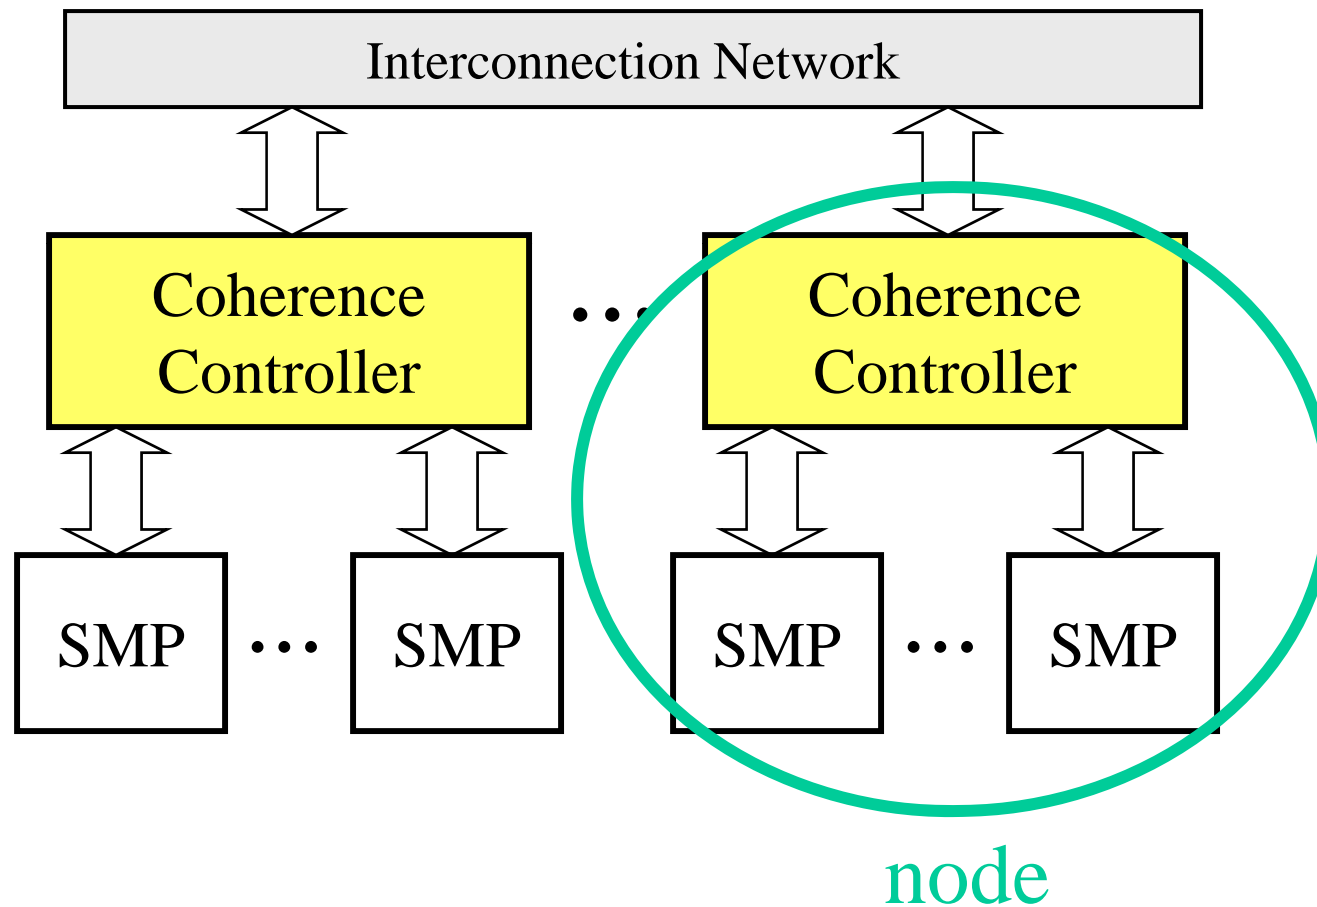 Interconnection Network
Coherence
Controller
...
Coherence
Controller
SMP
...
SMP
SMP
...
SMP
node